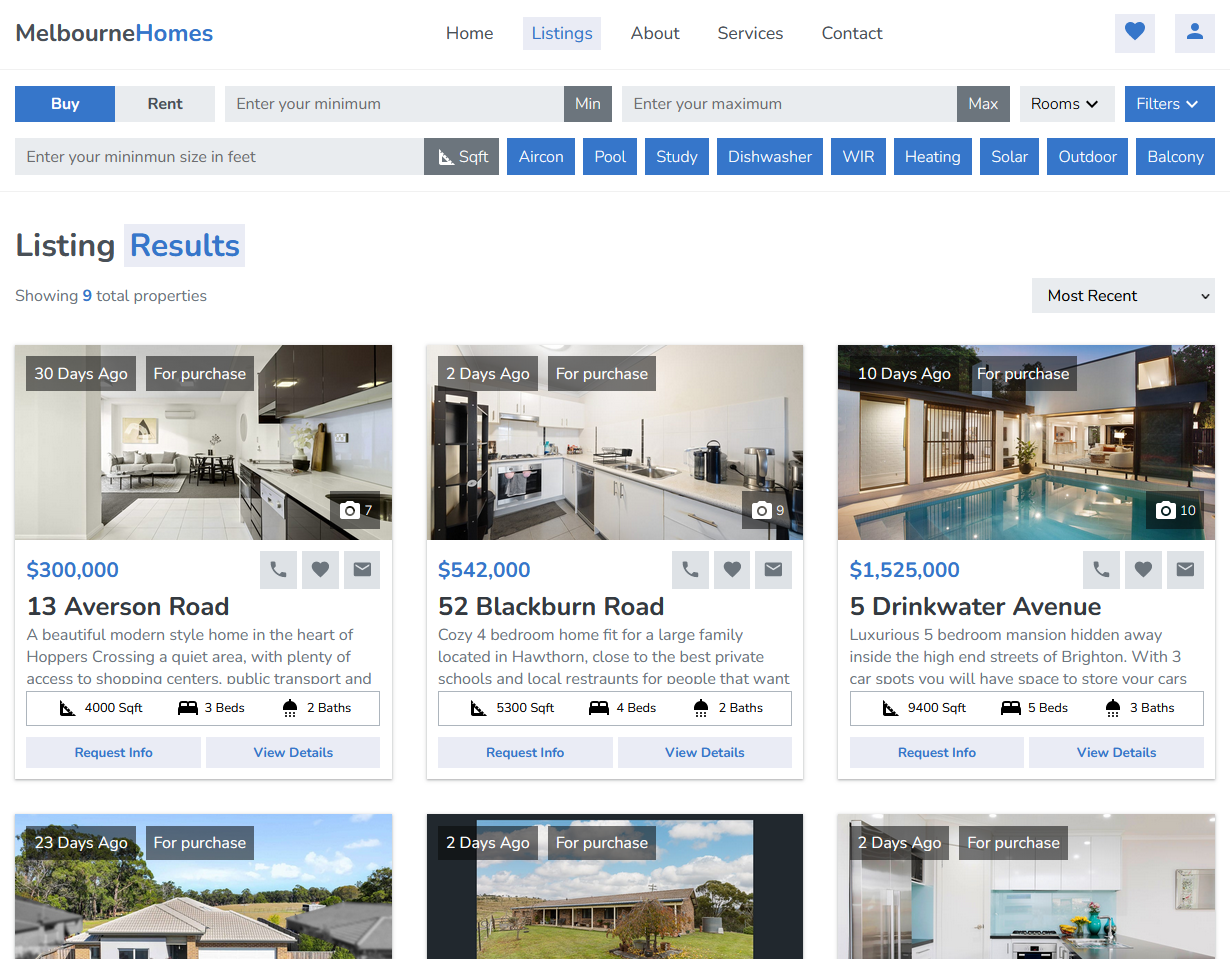 MelbourneHomes
Home Listings About Services Contact
Buy Rent Enter your minimum Min Enter your maximum Max Rooms Filters
Enter your mininmun size in feet Sqft Aircon Pool Study Dishwasher WIR Heating Solar Outdoor Balcony
Listing Results
Showing 9 total properties
Most Recent
30 Days Ago For purchase
7
$300,000
13 Averson Road
A beautiful modern style home in the heart of
Hoppers Crossing a quiet area, with plenty of
access to shopping centers, public transport and
4000 Sqft 3 Beds 2 Baths
Request Info View Details
2 Days Ago For purchase
9
$542,000
52 Blackburn Road
Cozy 4 bedroom home fit for a large family
located in Hawthorn, close to the best private
schools and local restraunts for people that want
5300 Sqft 4 Beds 2 Baths
Request Info View Details
10 Days Ago For purchase
10
$1,525,000
5 Drinkwater Avenue
Luxurious 5 bedroom mansion hidden away
inside the high end streets of Brighton. With 3
car spots you will have space to store your cars
9400 Sqft 5 Beds 3 Baths
Request Info View Details
23 Days Ago For purchase
2 Days Ago For purchase
2 Days Ago For purchase